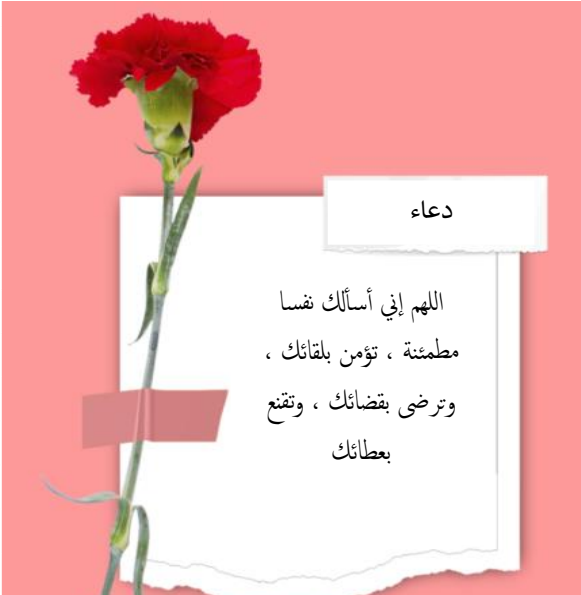 دعاء
اللهم إني أسألك نفسا
مطمئنة ، تؤمن بلقائك ،
وترضى بقضائك ، وتقنع
بعطائك